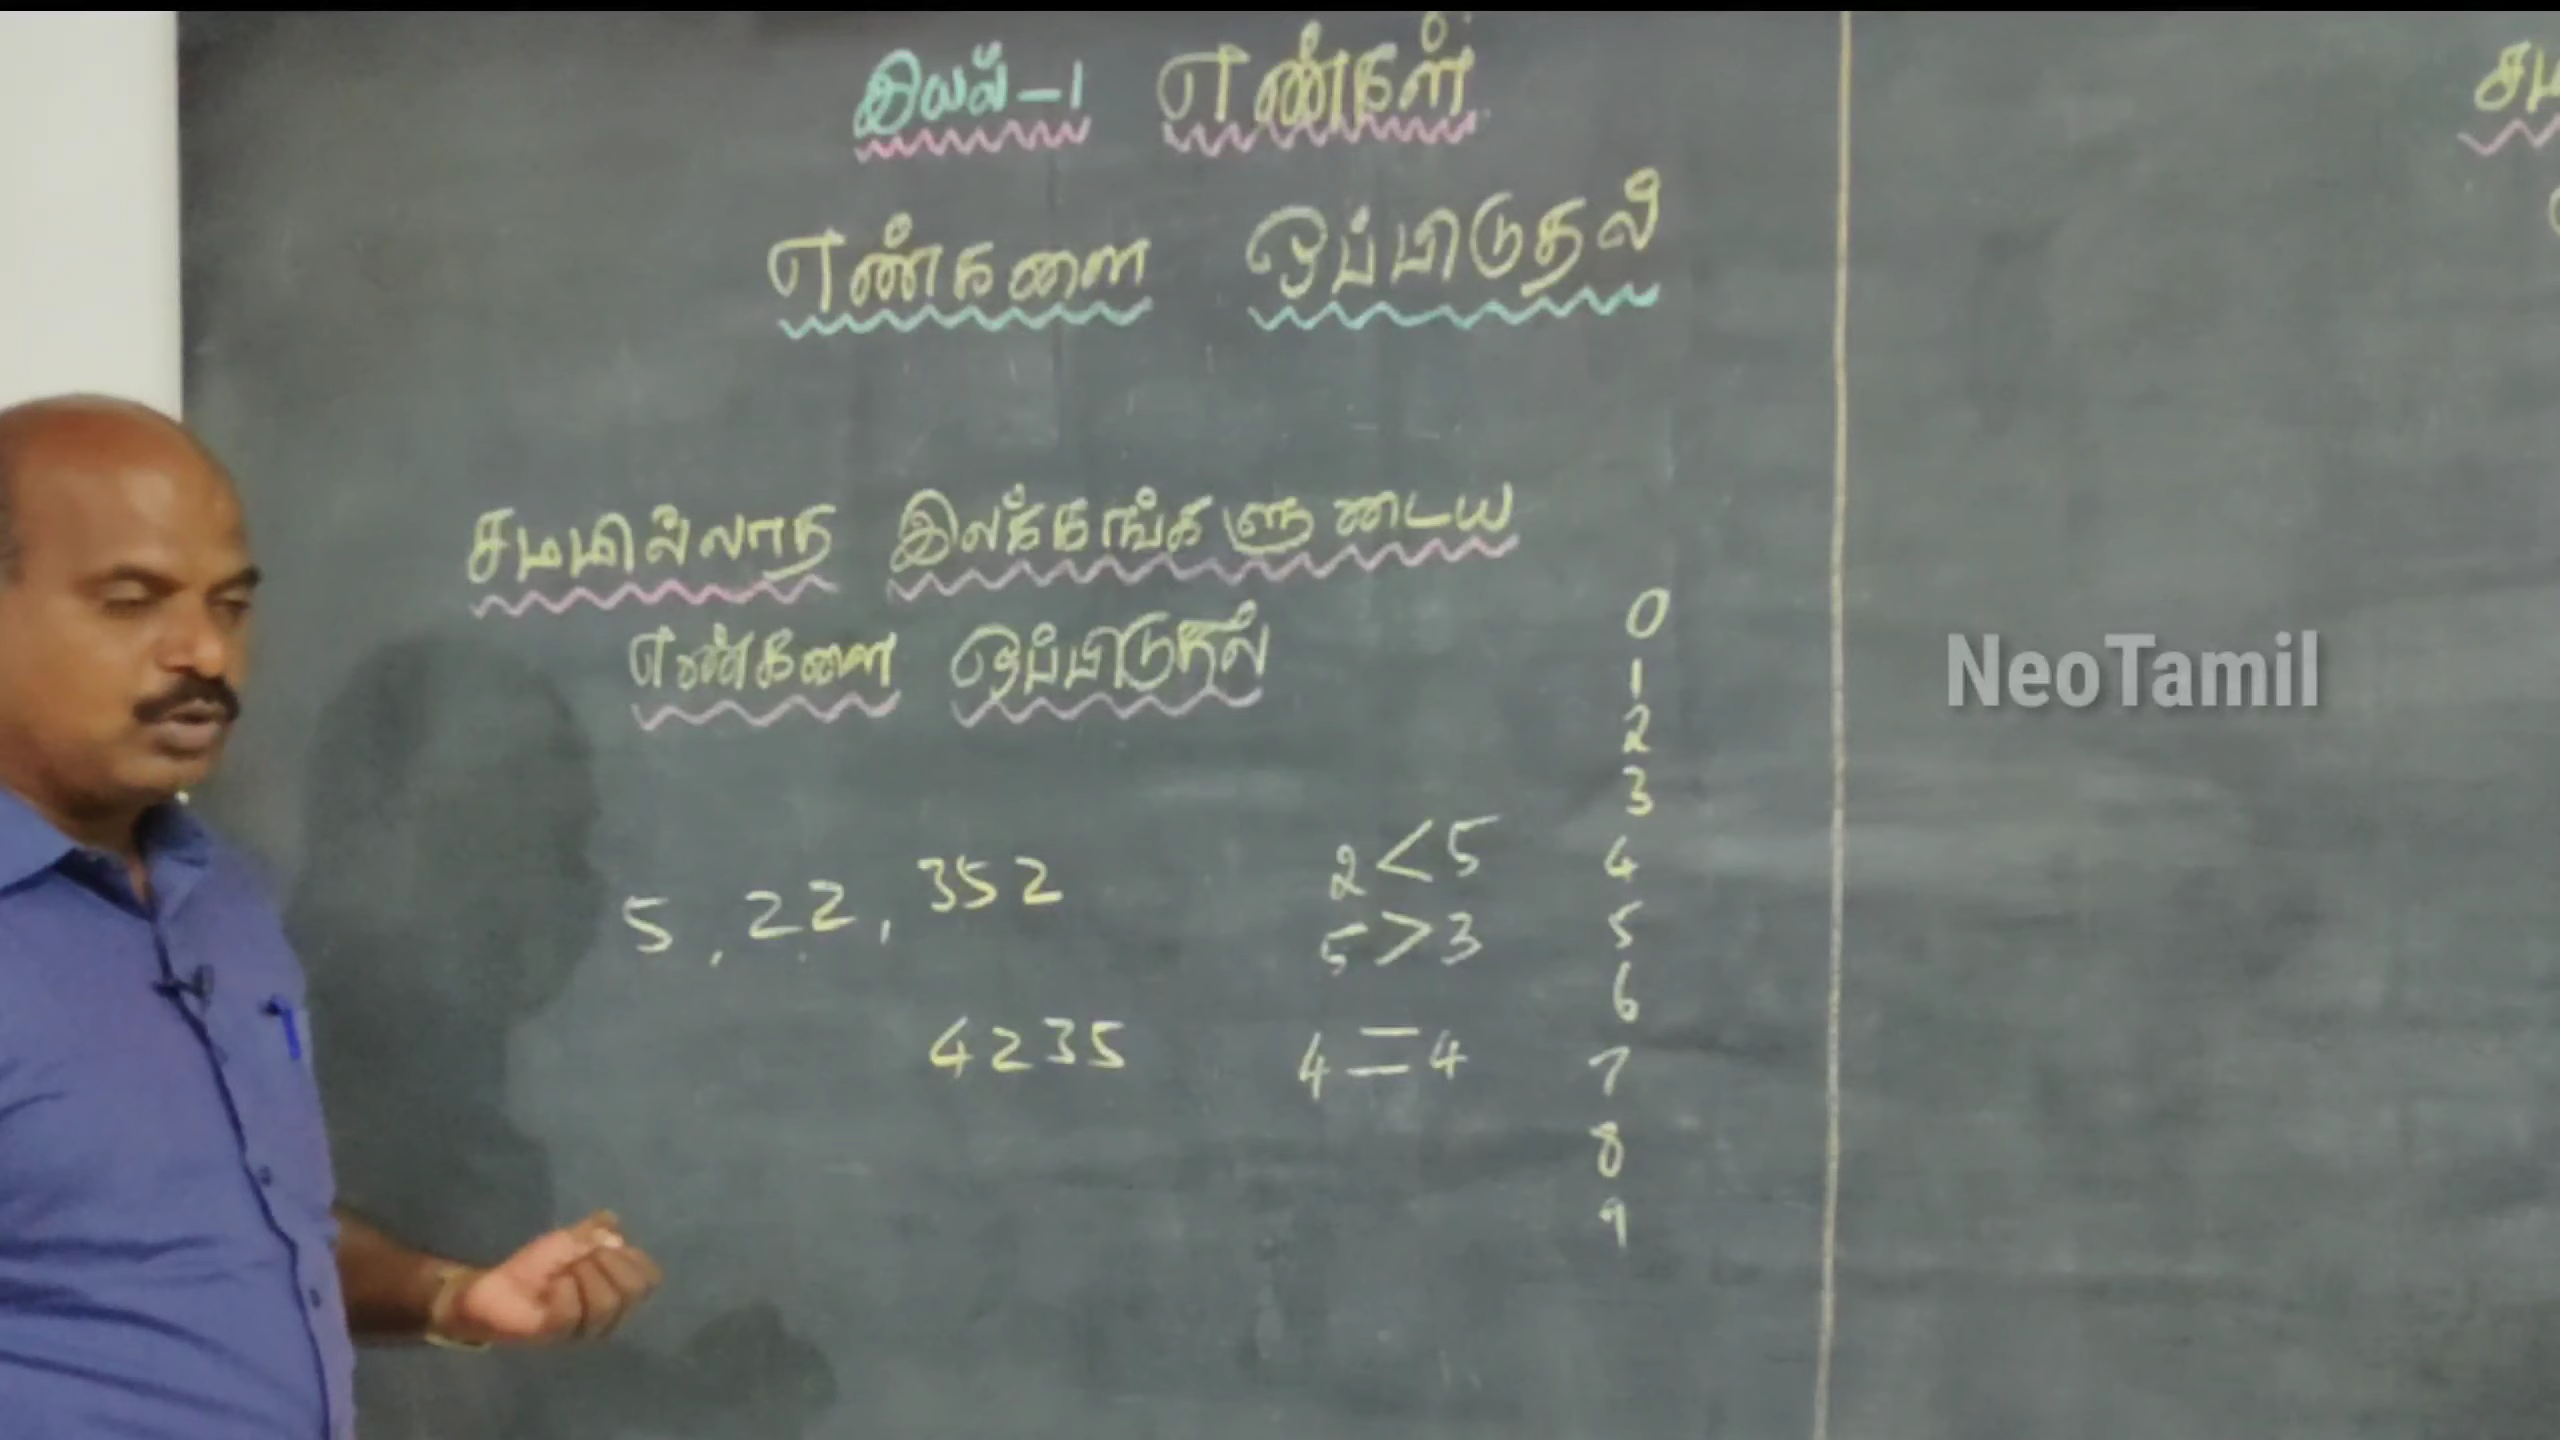 இயல் - 1 எண்கள்
எண்களை ஒப்பிடுதல்
சமமில்லாத இலக்கங்களுடைய
எண்களை ஒப்பிடுதல்
5, 22, 352
4235
2 < 5
5 > 3
4 = 4
0
1
2
3
4
5
6
7
8
9
சம
NeoTamil